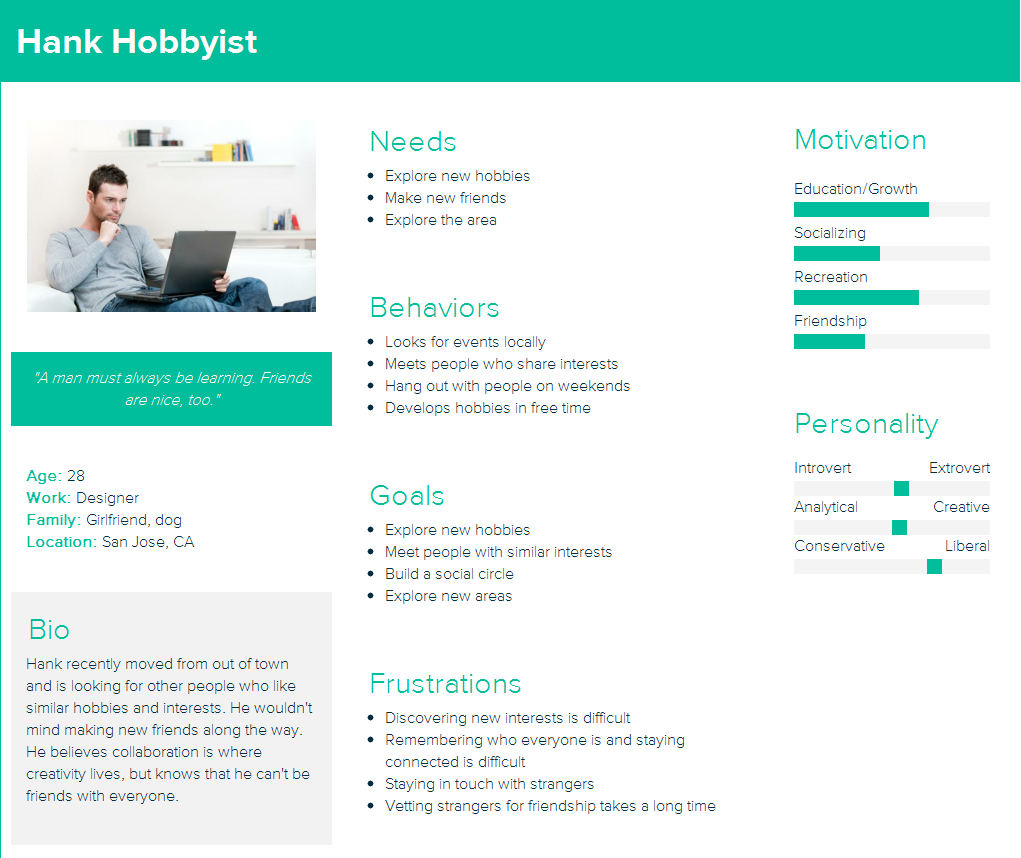 Hank Hobbyist
"A man must always be learning. Friends
are nice, too."
Age: 28
Work: Designer
Family: Girlfriend, dog
Location: San Jose, CA
Bio
Hank recently moved from out of town
and is looking for other people who like
similar hobbies and interests. He wouldn't
mind making new friends along the way.
He believes collaboration is where
creativity lives, but knows that he can't be
friends with everyone.
Needs
• Explore new hobbies
• Make new friends
• Explore the area
Behaviors
• Looks for events locally
• Meets people who share interests
• Hang out with people on weekends
• Develops hobbies in free time
Goals
• Explore new hobbies
• Meet people with similar interests
• Build a social circle
• Explore new areas
Frustrations
• Discovering new interests is difficult
• Remembering who everyone is and staying
connected is difficult
• Staying in touch with strangers
• Vetting strangers for friendship takes a long time
Motivation
Education/Growth
Socializing
Recreation
Friendship
Personality
Introvert Extrovert
Analytical Creative
Conservative Liberal